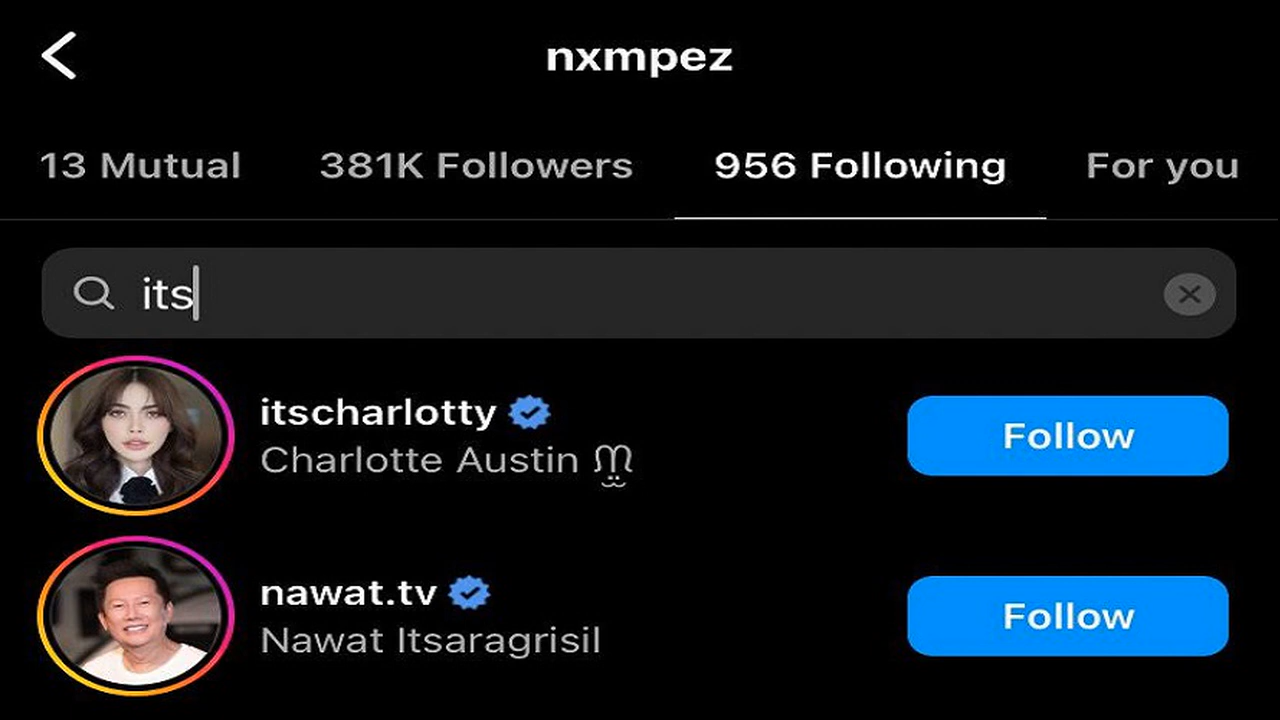 nxmpez
13 Mutual 381K Followers 956 Following For you
its
itscharlotty
Charlotte Austin
Follow
nawat.tv
Nawat Itsaragrisil
Follow